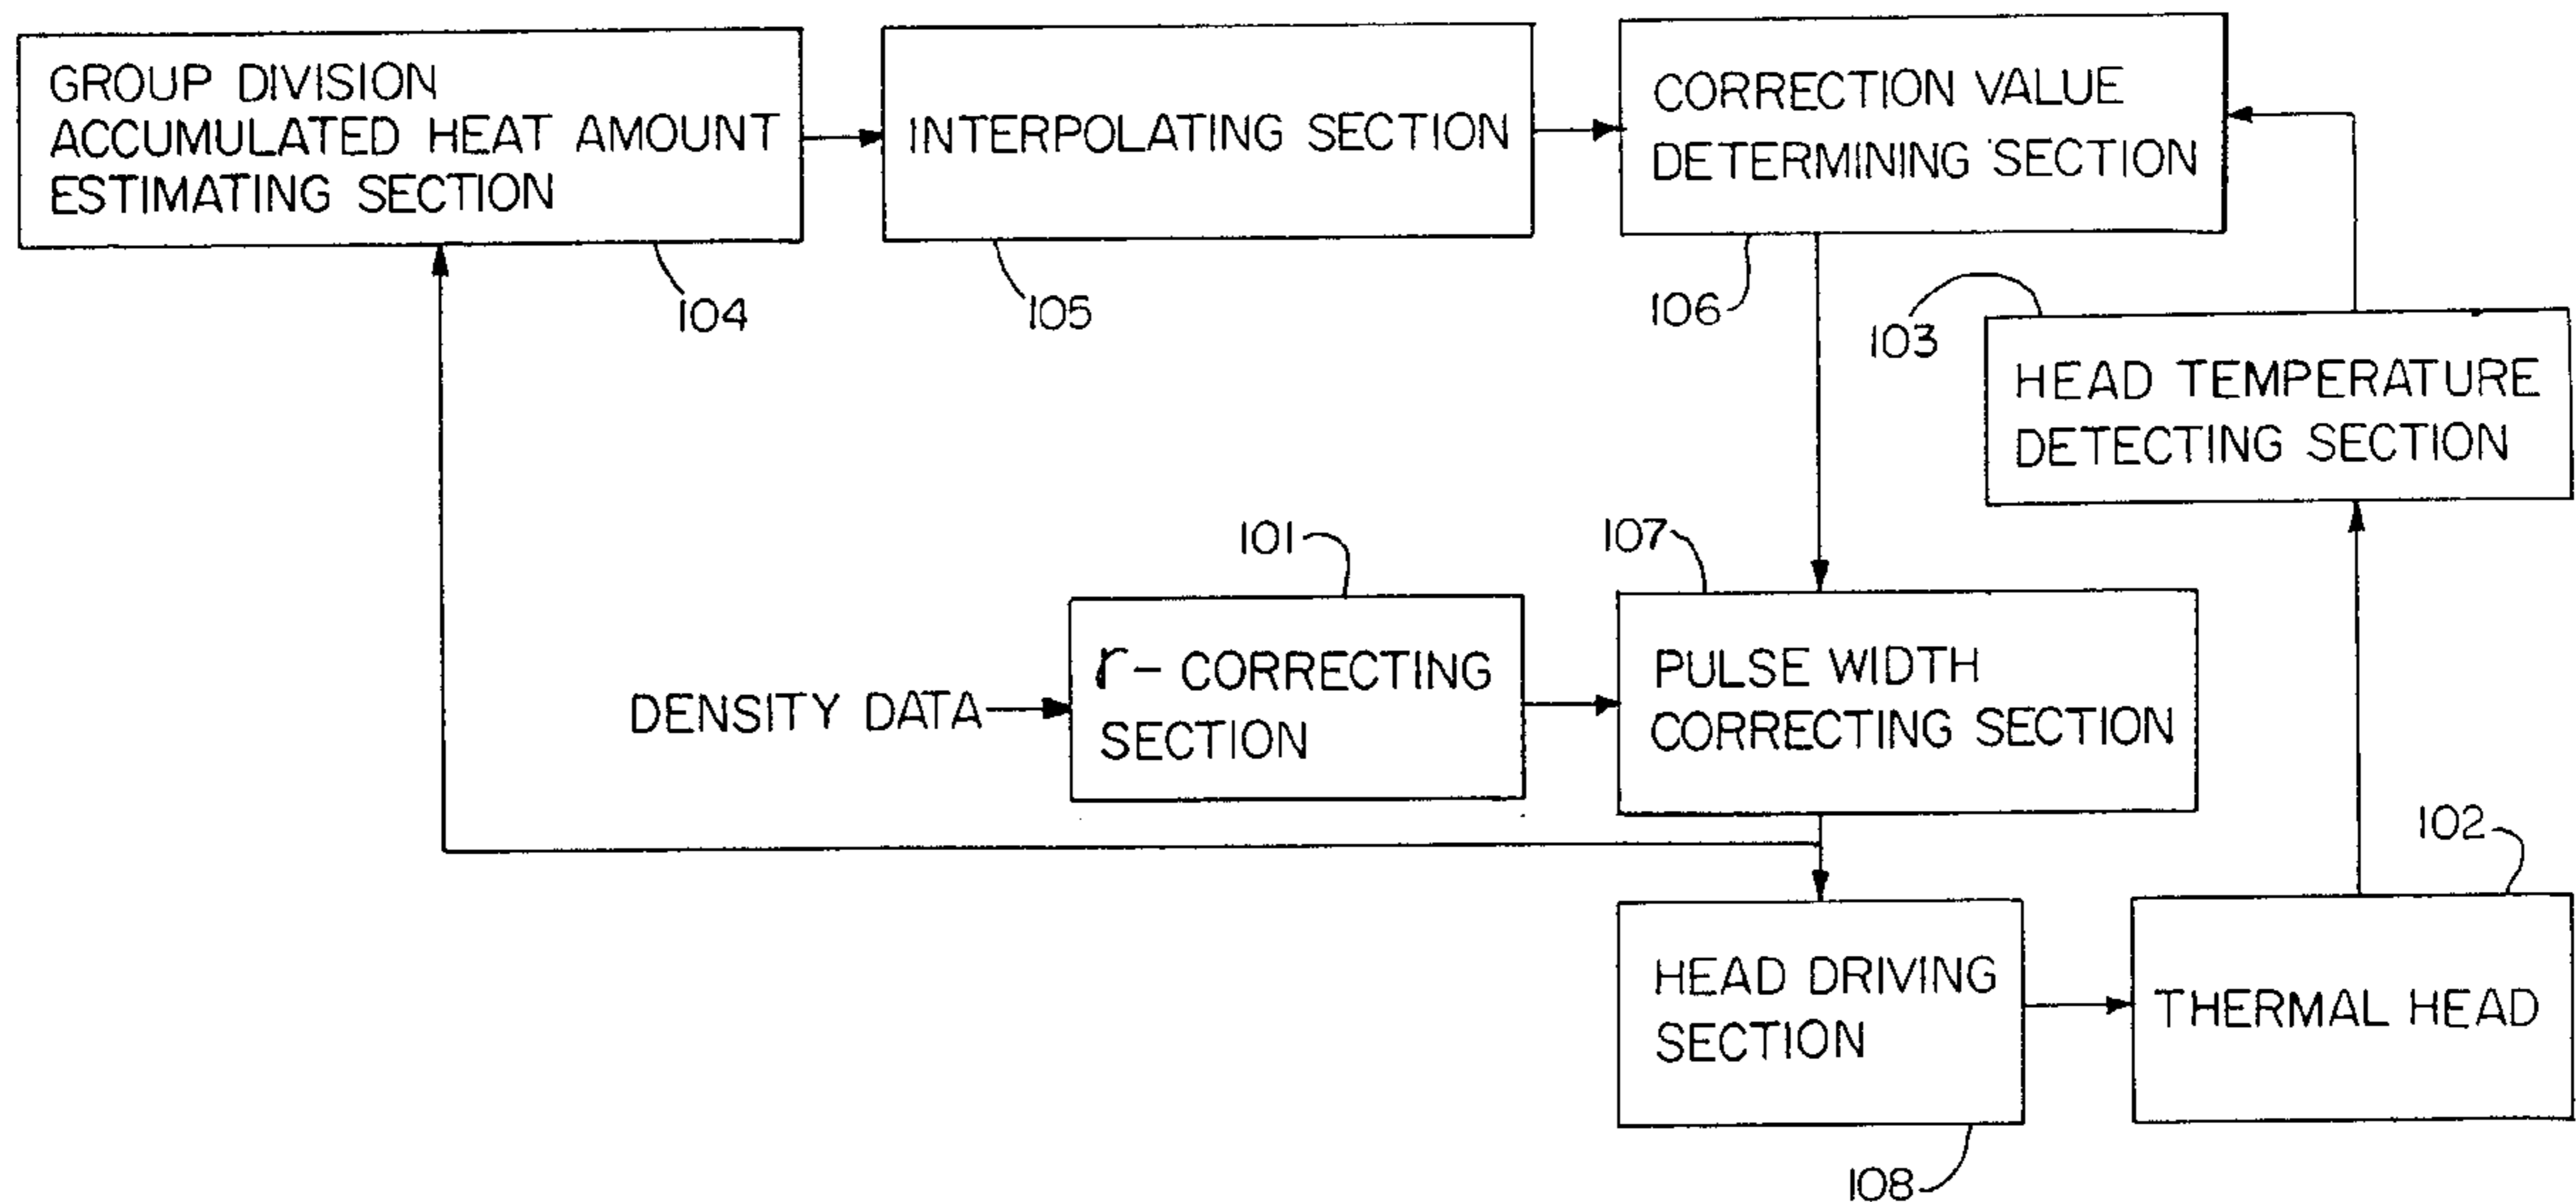 GROUP DIVISION
ACCUMULATED HEAT AMOUNT
ESTIMATING SECTION
104
INTERPOLATING SECTION
105
CORRECTION VALUE
DETERMINING SECTION
106
103
HEAD TEMPERATURE
DETECTING SECTION
101
107
DENSITY DATA
r - CORRECTING
SECTION
PULSE WIDTH
CORRECTING SECTION
102
HEAD DRIVING
SECTION
THERMAL HEAD
108